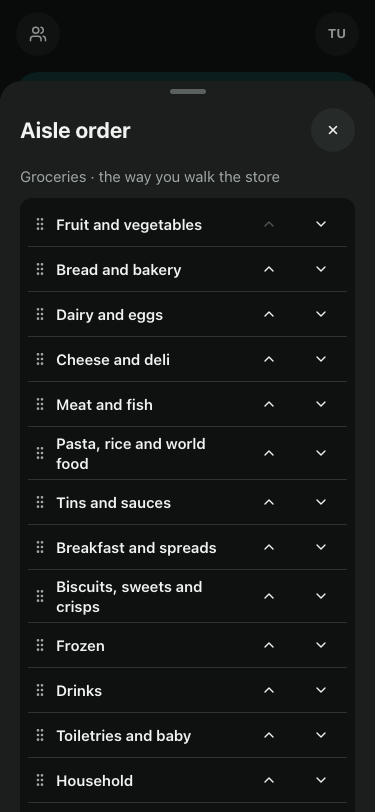 TU
Aisle order
Groceries · the way you walk the store
Fruit and vegetables
Bread and bakery
Dairy and eggs
Cheese and deli
Meat and fish
Pasta, rice and world
food
Tins and sauces
Breakfast and spreads
Biscuits, sweets and
crisps
Frozen
Drinks
Toiletries and baby
Household